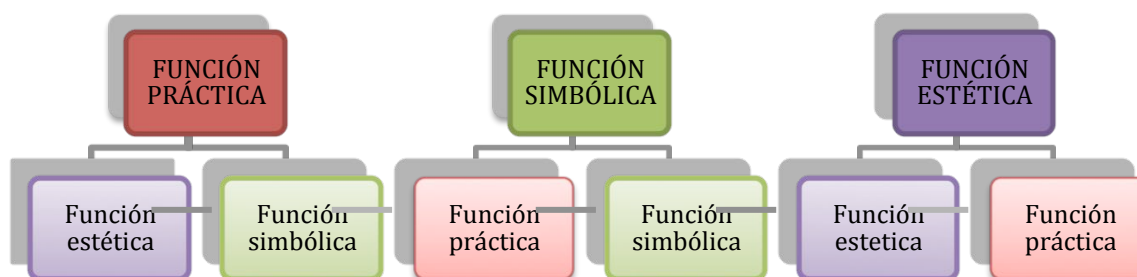 FUNCIÓN
PRÁCTICA
FUNCIÓN
SIMBÓLICA
FUNCIÓN
ESTÉTICA
Función
estética
Función
simbólica
Función
práctica
Función
simbólica
Función
estetica
Función
práctica